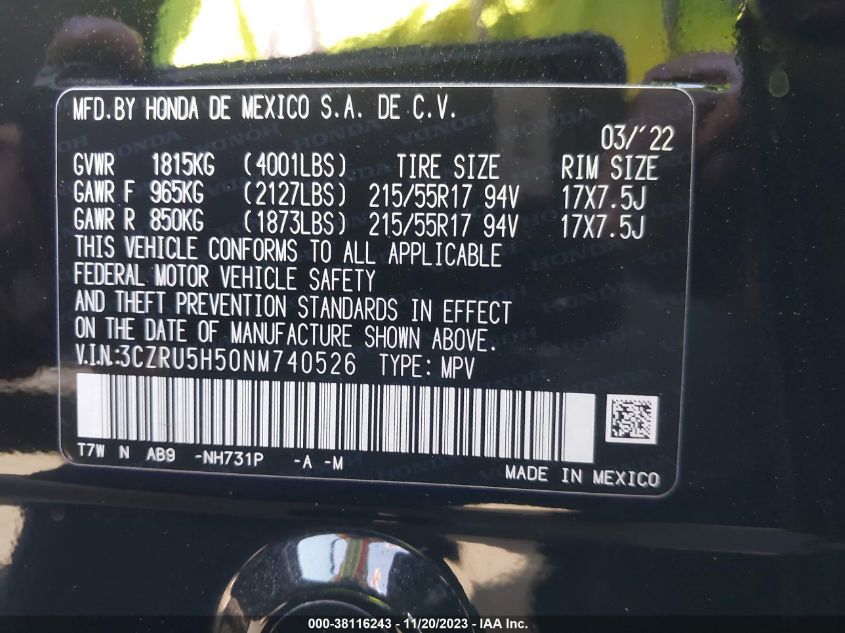 MFD.BY HONDA DE MEXICO S.A. DE C.V.
03/'22
GVWR 1815KG (4001LBS) TIRE SIZE RIM SIZE
GAWR F 965KG (2127LBS) 215/55R17 94V 17X7.5J
GAWR R 850KG (1873LBS) 215/55R17 94V 17X7.5J
THIS VEHICLE CONFORMS TO ALL APPLICABLE
FEDERAL MOTOR VEHICLE SAFETY
AND THEFT PREVENTION STANDARDS IN EFFECT
ON THE DATE OF MANUFACTURE SHOWN ABOVE.
V.I.N.:3CZRU5H50NM740526 TYPE: MPV
T7W N AB9 -NH731P -A -M
MADE IN MEXICO
000-38116243 - 11/20/2023 - IAA Inc.